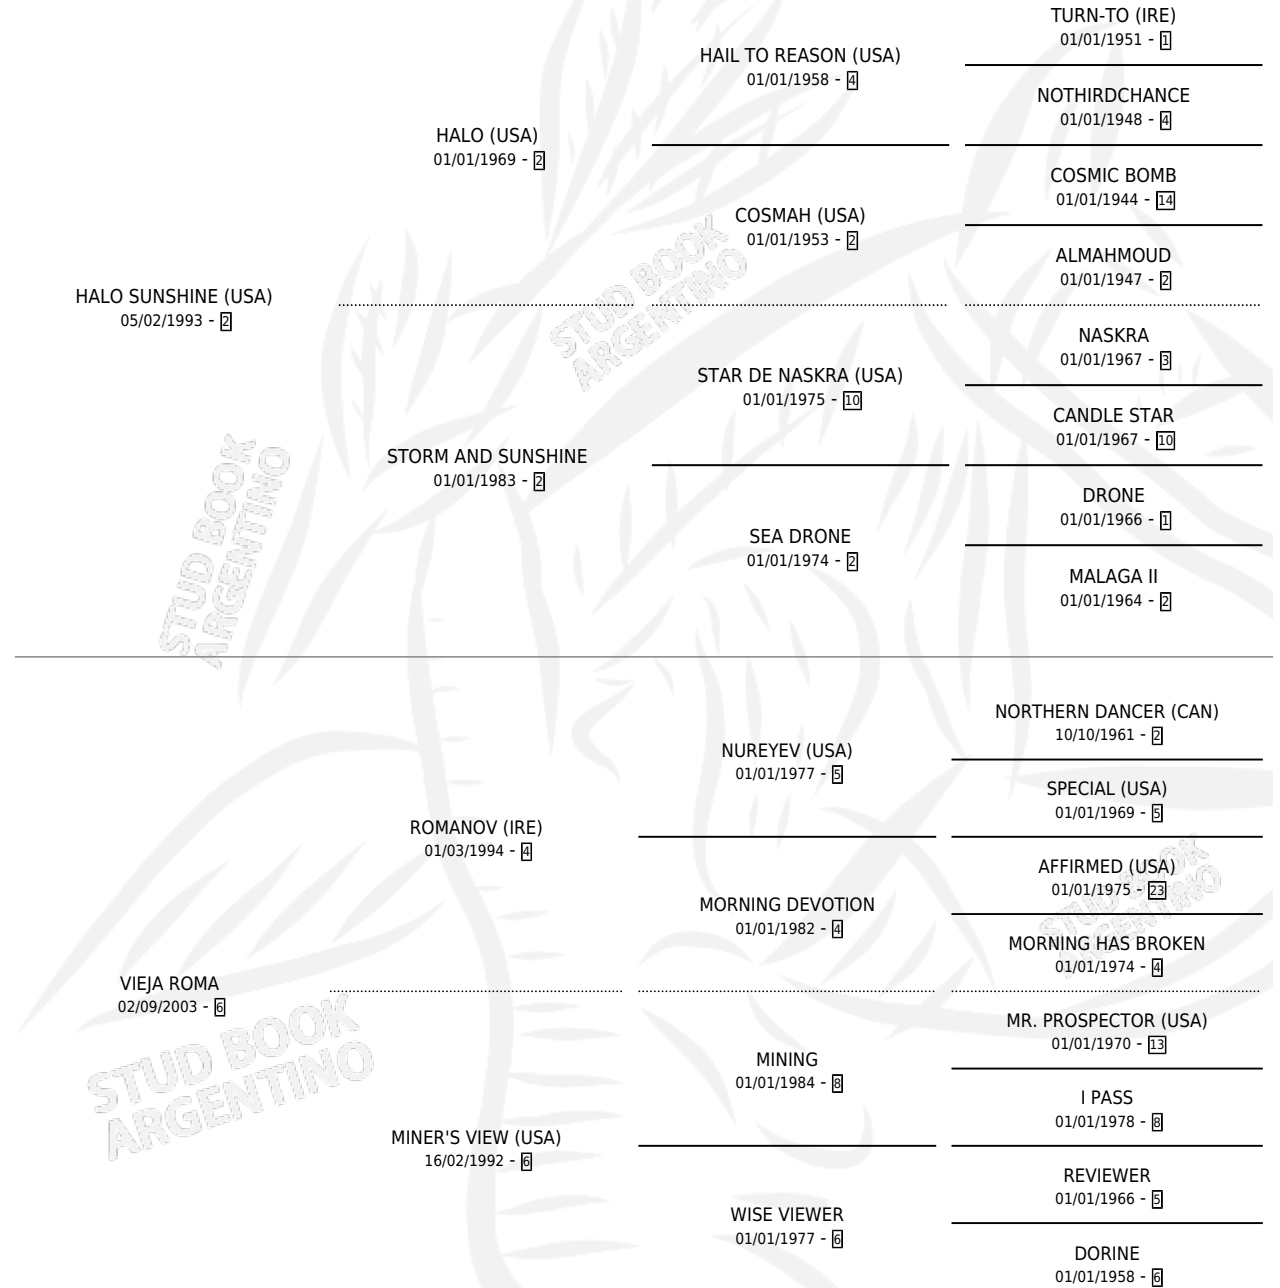 TURN-TO (IRE)
01/01/1951 - 1
HAIL TO REASON (USA)
01/01/1958 - 4
NOTHIRDCHANCE
01/01/1948 - 4
HALO (USA)
01/01/1969 - 2
COSMIC BOMB
01/01/1944 - 14
COSMAH (USA)
01/01/1953 - 2
ALMAHMOUD
01/01/1947 - 2
HALO SUNSHINE (USA)
05/02/1993 - 2
STUD BOOK
ARGENTINO
NASKRA
01/01/1967 - 3
STAR DE NASKRA (USA)
01/01/1975 - 10
CANDLE STAR
01/01/1967 - 10
STORM AND SUNSHINE
01/01/1983 - 2
DRONE
01/01/1966 - 1
SEA DRONE
01/01/1974 - 2
MALAGA II
01/01/1964 - 2
STUD BOOK
ARGENTINO
NORTHERN DANCER (CAN)
10/10/1961 - 2
NUREYEV (USA)
01/01/1977 - 5
SPECIAL (USA)
01/01/1969 - 5
ROMANOV (IRE)
01/03/1994 - 4
AFFIRMED (USA)
01/01/1975 - 23
STUD BOOK
ARGENTINO
MORNING DEVOTION
01/01/1982 - 4
MORNING HAS BROKEN
01/01/1974 - 4
VIEJA ROMA
02/09/2003 - 6
STUD BOOK
ARGENTINO
MR. PROSPECTOR (USA)
01/01/1970 - 13
MINING
01/01/1984 - 8
I PASS
01/01/1978 - 8
MINER'S VIEW (USA)
16/02/1992 - 6
REVIEWER
01/01/1966 - 5
WISE VIEWER
01/01/1977 - 6
DORINE
01/01/1958 - 6